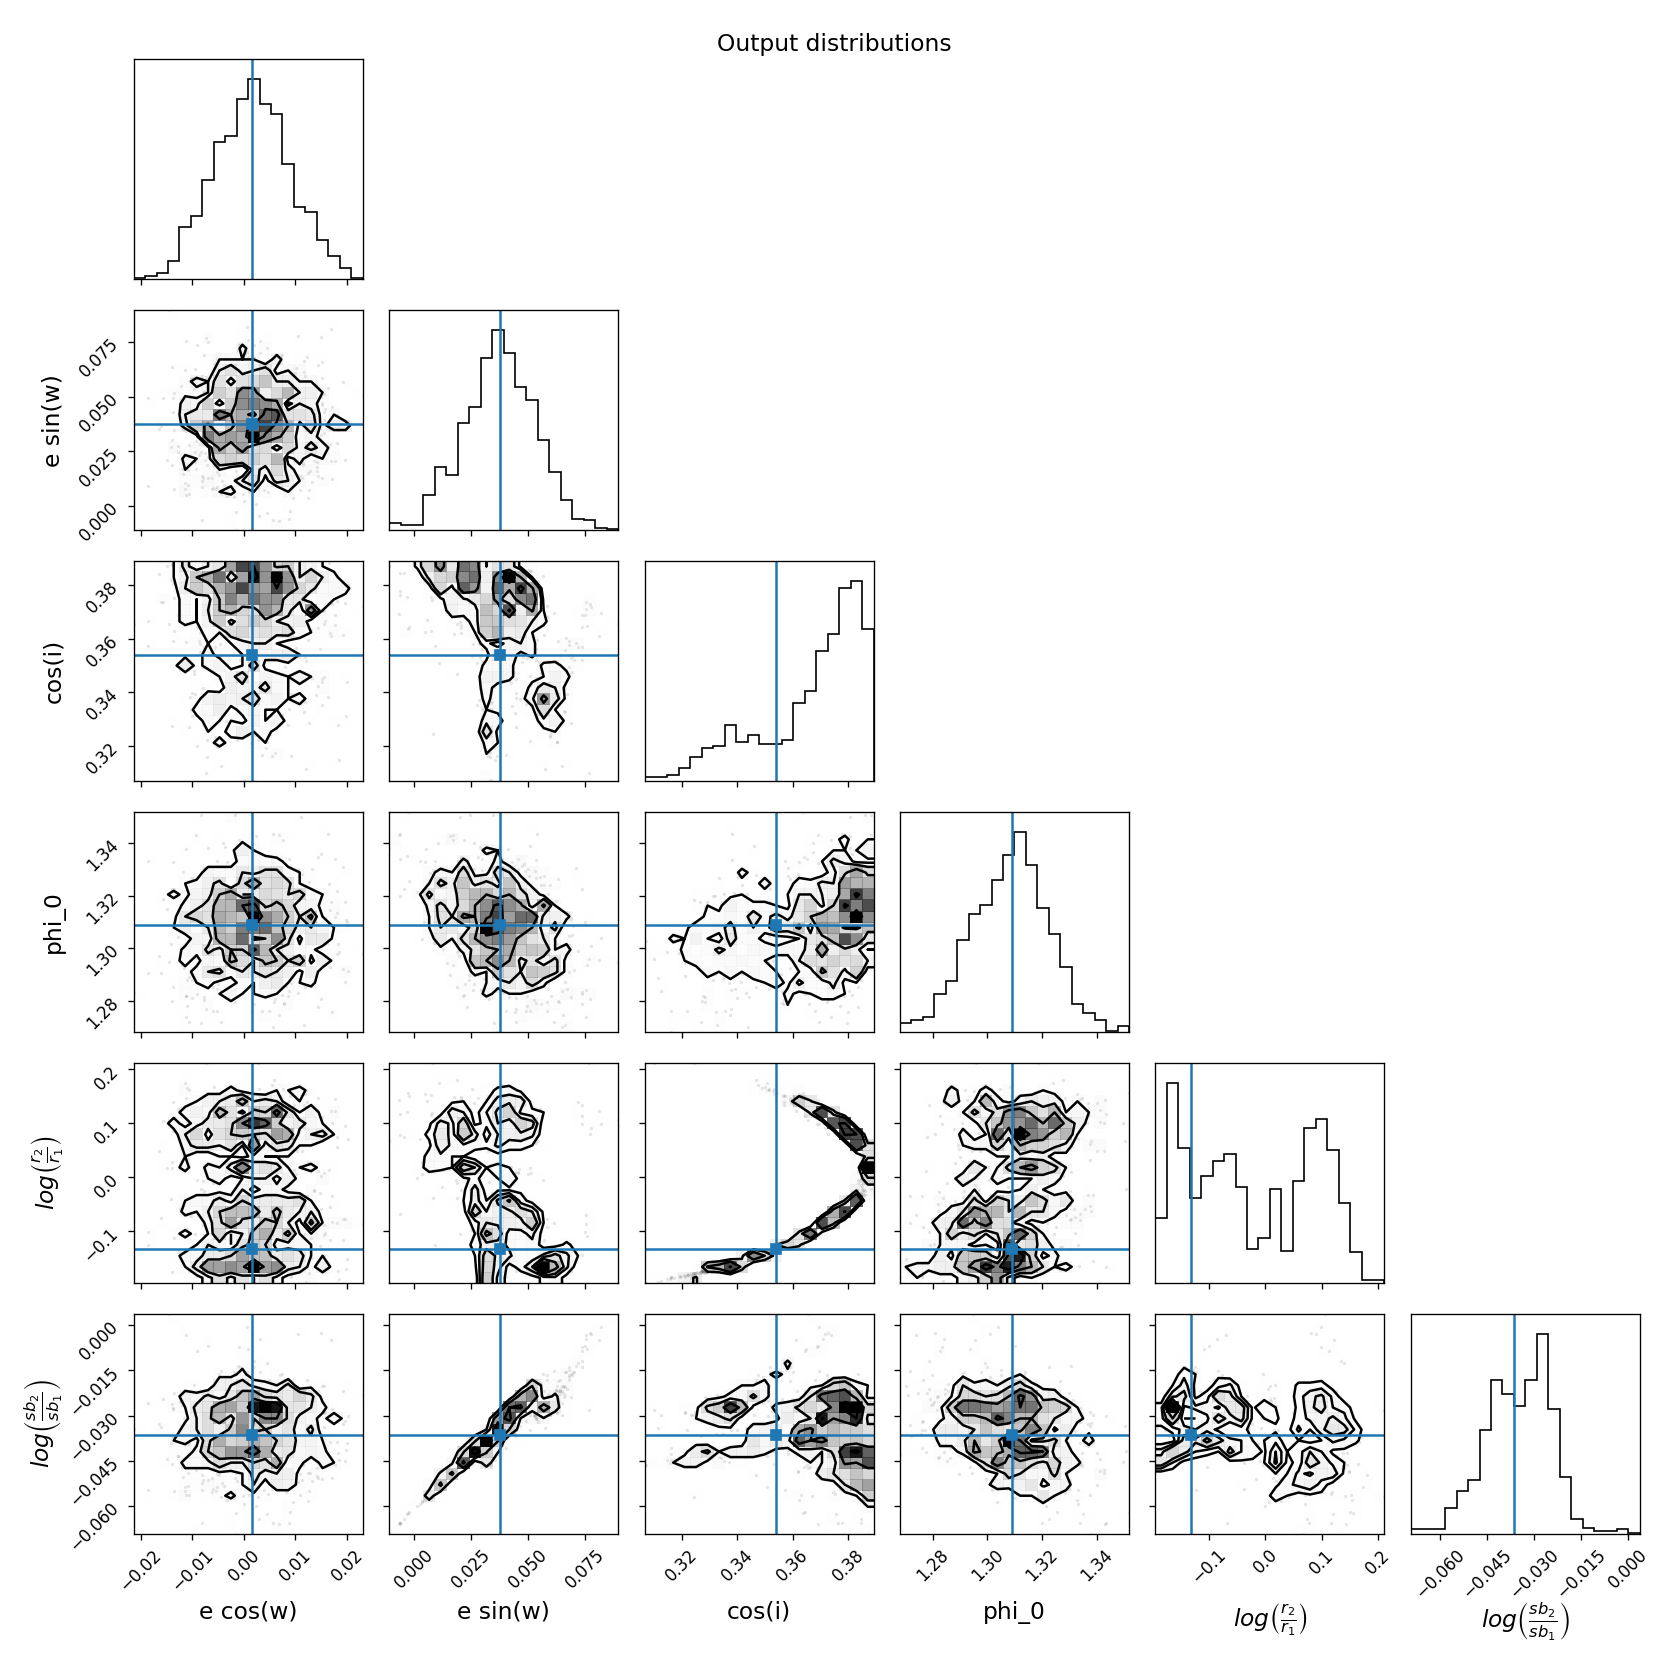 Output distributions
e sin(w)
0.075
0.050
0.025
0.000
cos(i)
0.38
0.36
0.34
0.32
phi_0
1.34
1.32
1.30
1.28
log(r₂/r₁)
0.2
0.1
0.0
−0.1
log(sb₂/sb₁)
0.000
−0.015
−0.030
−0.045
−0.060
−0.02 −0.01 0.00 0.01 0.02
0.000 0.025 0.050 0.075
0.32 0.34 0.36 0.38
1.28 1.30 1.32 1.34
−0.1 0.0 0.1 0.2
−0.060 −0.045 −0.030 −0.015 0.000
e cos(w) e sin(w) cos(i) phi_0 log(r₂/r₁) log(sb₂/sb₁)